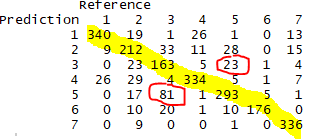 Reference
Prediction 1 2 3 4 5 6 7
1 340 19 1 26 1 0 13
2 9 212 33 11 28 0 15
3 0 23 163 5 23 1 4
4 26 29 4 334 5 1 7
5 0 17 81 1 293 5 1
6 0 10 20 1 10 176 0
7 0 9 0 0 1 0 336